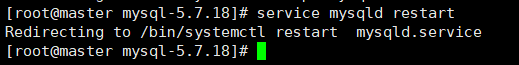 [root@master mysql-5.7.18]# service mysqld restart
Redirecting to /bin/systemctl restart  mysqld.service
[root@master mysql-5.7.18]#